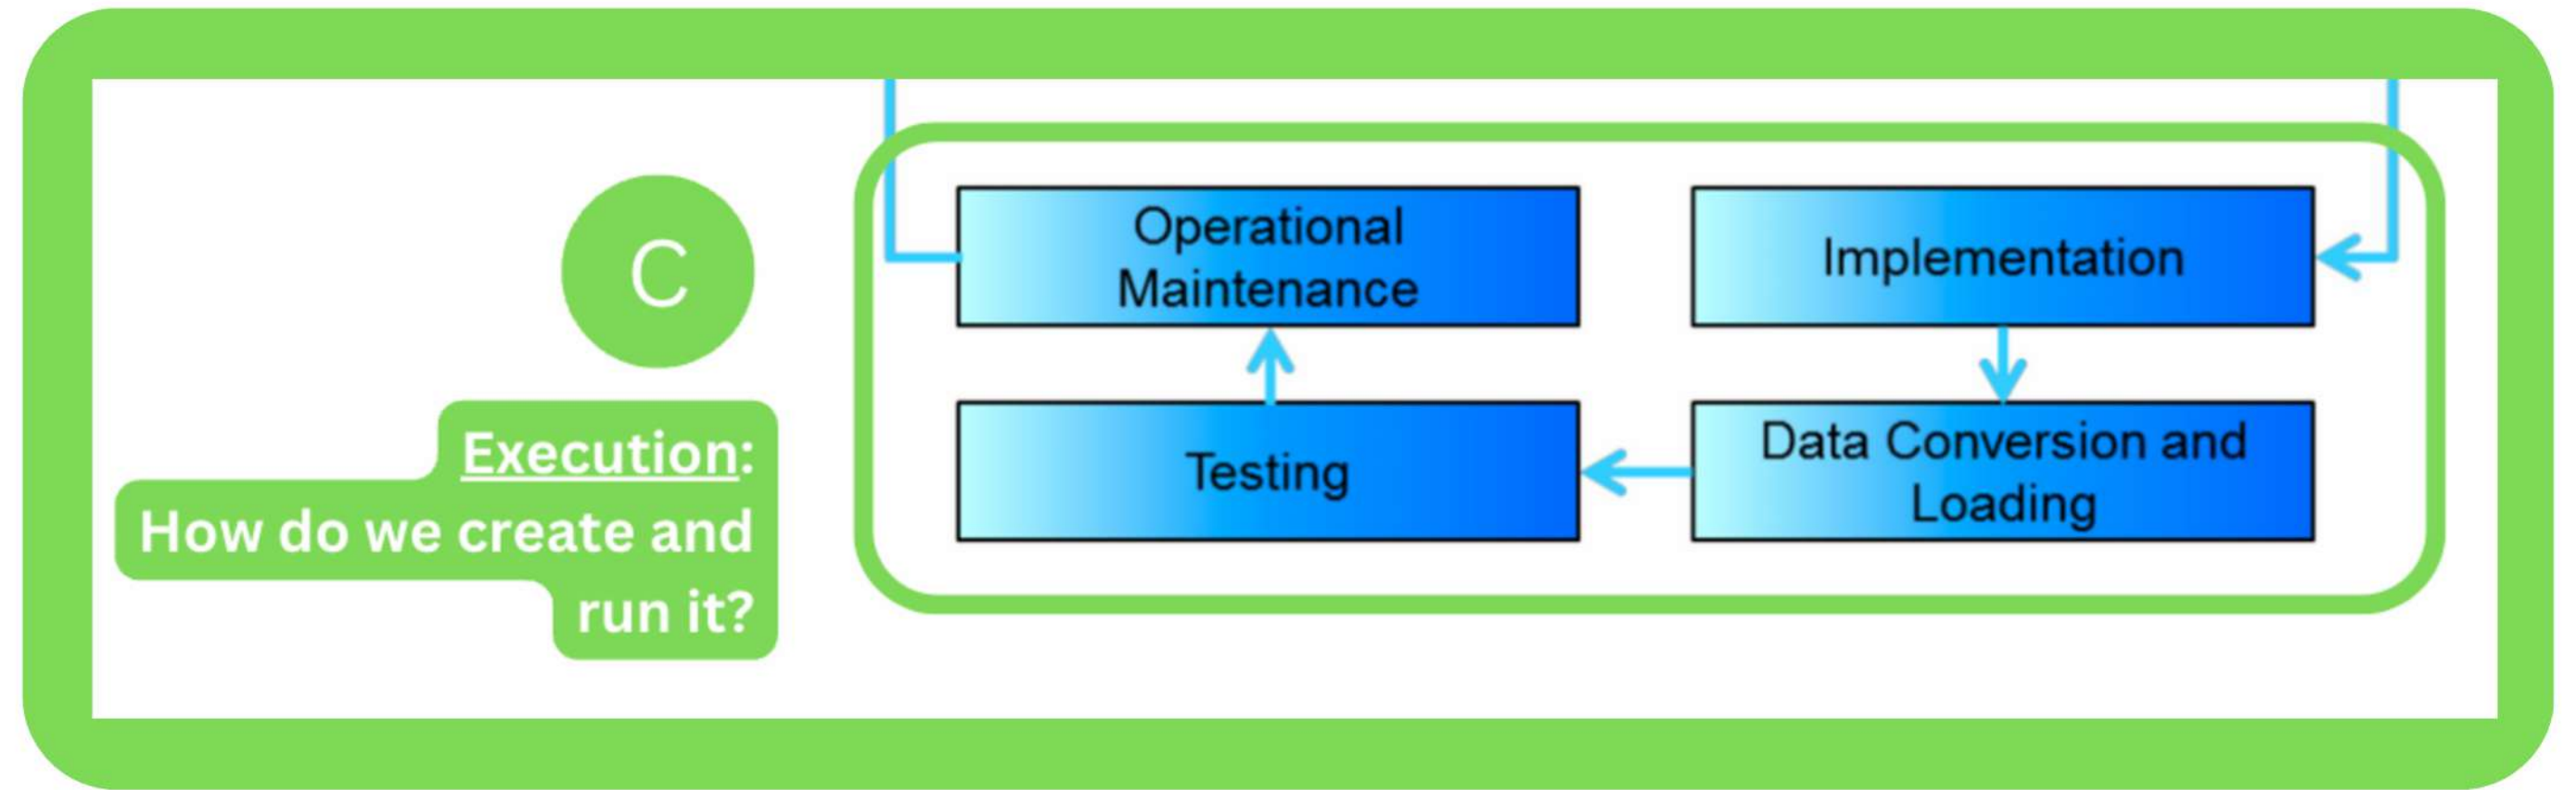 C
Execution:
How do we create and
run it?
Operational
Maintenance
Implementation
Testing
Data Conversion and
Loading